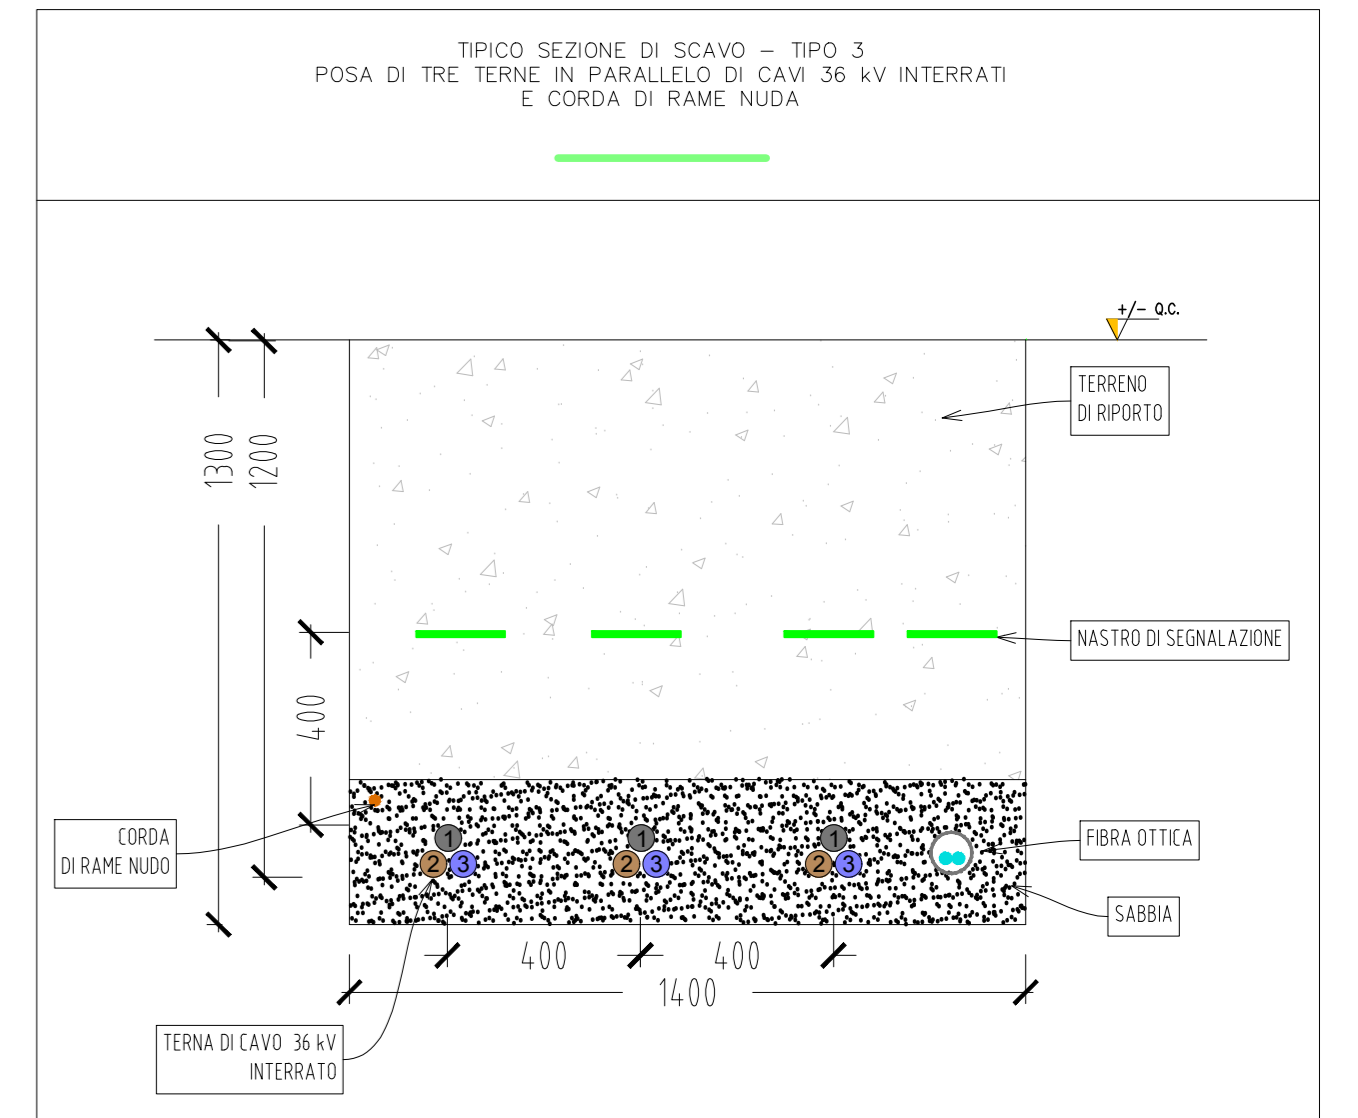 TIPICO SEZIONE DI SCAVO – TIPO 3
POSA DI TRE TERNE IN PARALLELO DI CAVI 36 kV INTERRATI
E CORDA DI RAME NUDA
+/– Q.C.
TERRENO
DI RIPORTO
1300
1200
NASTRO DI SEGNALAZIONE
400
CORDA
DI RAME NUDO
1
2 3
1
2 3
1
2 3
FIBRA OTTICA
SABBIA
400
400
1400
TERNA DI CAVO 36 kV
INTERRATO